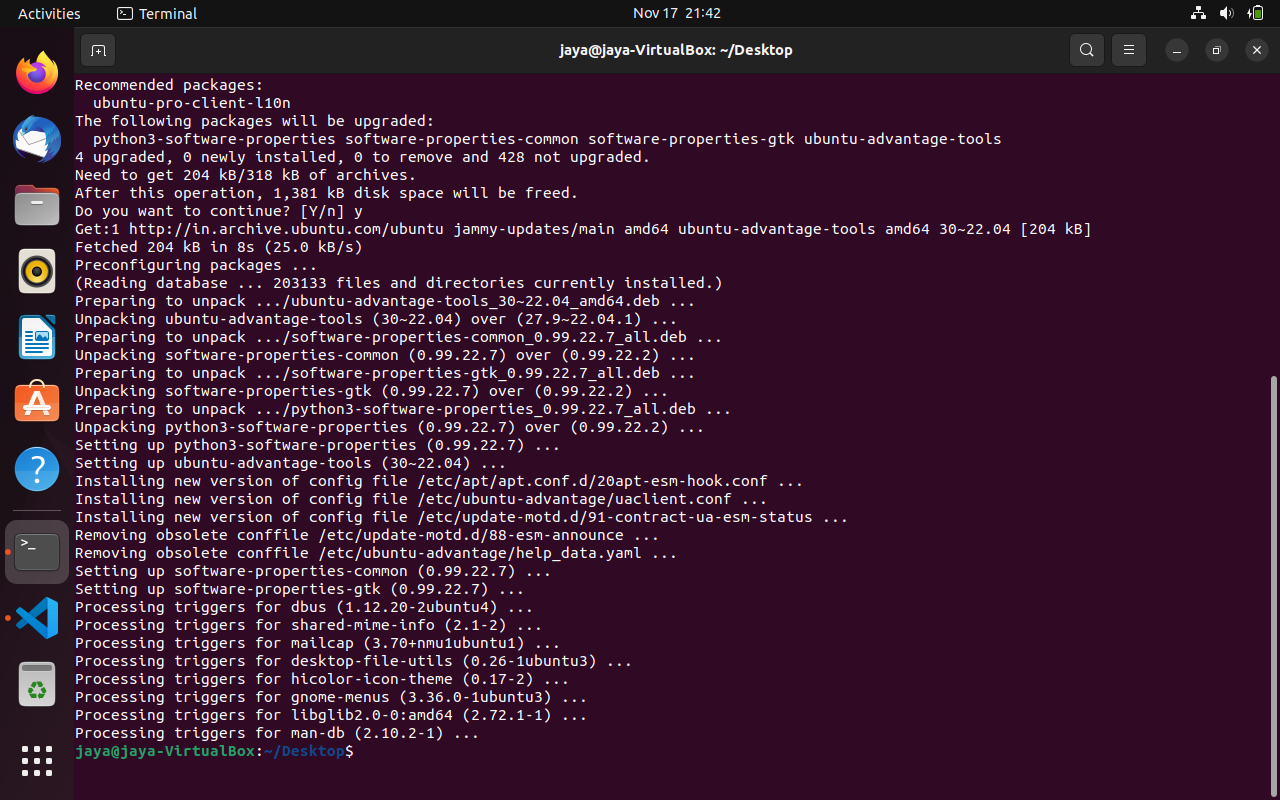 Activities
Terminal
Nov 17 21:42
jaya@jaya-VirtualBox: ~/Desktop
Recommended packages:
  ubuntu-pro-client-l10n
The following packages will be upgraded:
  python3-software-properties software-properties-common software-properties-gtk ubuntu-advantage-tools
4 upgraded, 0 newly installed, 0 to remove and 428 not upgraded.
Need to get 204 kB/318 kB of archives.
After this operation, 1,381 kB disk space will be freed.
Do you want to continue? [Y/n] y
Get:1 http://in.archive.ubuntu.com/ubuntu jammy-updates/main amd64 ubuntu-advantage-tools amd64 30~22.04 [204 kB]
Fetched 204 kB in 8s (25.0 kB/s)
Preconfiguring packages ...
(Reading database ... 203133 files and directories currently installed.)
Preparing to unpack .../ubuntu-advantage-tools_30~22.04_amd64.deb ...
Unpacking ubuntu-advantage-tools (30~22.04) over (27.9~22.04.1) ...
Preparing to unpack .../software-properties-common_0.99.22.7_all.deb ...
Unpacking software-properties-common (0.99.22.7) over (0.99.22.2) ...
Preparing to unpack .../software-properties-gtk_0.99.22.7_all.deb ...
Unpacking software-properties-gtk (0.99.22.7) over (0.99.22.2) ...
Preparing to unpack .../python3-software-properties_0.99.22.7_all.deb ...
Unpacking python3-software-properties (0.99.22.7) over (0.99.22.2) ...
Setting up python3-software-properties (0.99.22.7) ...
Setting up ubuntu-advantage-tools (30~22.04) ...
Installing new version of config file /etc/apt/apt.conf.d/20apt-esm-hook.conf ...
Installing new version of config file /etc/ubuntu-advantage/uaclient.conf ...
Installing new version of config file /etc/update-motd.d/91-contract-ua-esm-status ...
Removing obsolete conffile /etc/update-motd.d/88-esm-announce ...
Removing obsolete conffile /etc/ubuntu-advantage/help_data.yaml ...
Setting up software-properties-common (0.99.22.7) ...
Setting up software-properties-gtk (0.99.22.7) ...
Processing triggers for dbus (1.12.20-2ubuntu4) ...
Processing triggers for shared-mime-info (2.1-2) ...
Processing triggers for mailcap (3.70+nmu1ubuntu1) ...
Processing triggers for desktop-file-utils (0.26-1ubuntu3) ...
Processing triggers for hicolor-icon-theme (0.17-2) ...
Processing triggers for gnome-menus (3.36.0-1ubuntu3) ...
Processing triggers for libglib2.0-0:amd64 (2.72.1-1) ...
Processing triggers for man-db (2.10.2-1) ...
jaya@jaya-VirtualBox:~/Desktop$